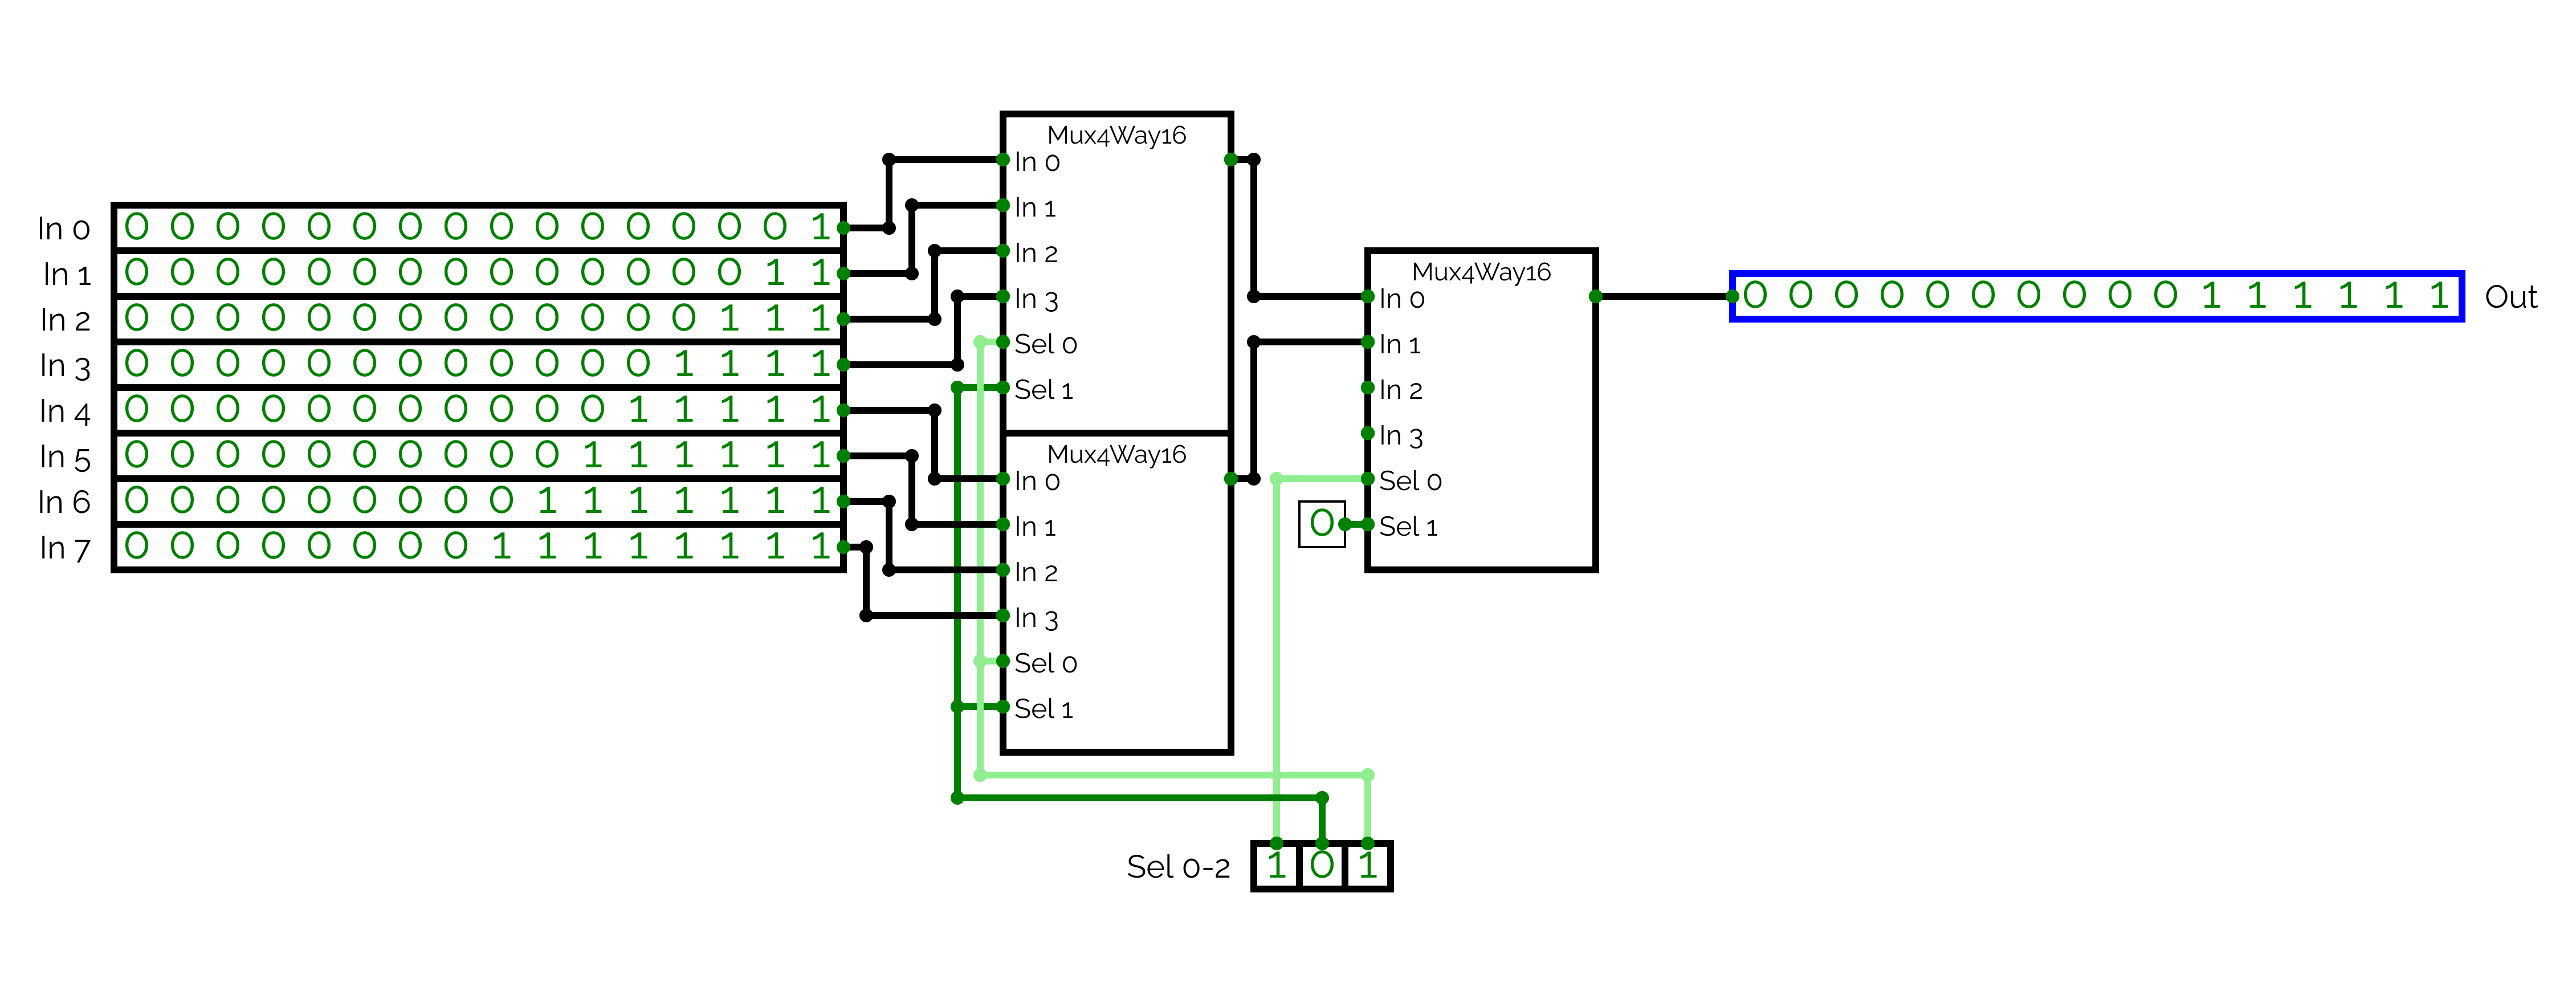 In 0 0 0 0 0 0 0 0 0 0 0 0 0 0 0 0 1
In 1 0 0 0 0 0 0 0 0 0 0 0 0 0 0 1 1
In 2 0 0 0 0 0 0 0 0 0 0 0 0 0 1 1 1
In 3 0 0 0 0 0 0 0 0 0 0 0 0 1 1 1 1
In 4 0 0 0 0 0 0 0 0 0 0 0 1 1 1 1 1
In 5 0 0 0 0 0 0 0 0 0 0 1 1 1 1 1 1
In 6 0 0 0 0 0 0 0 0 0 1 1 1 1 1 1 1
In 7 0 0 0 0 0 0 0 0 1 1 1 1 1 1 1 1
Mux4Way16
In 0
In 1
In 2
In 3
Sel 0
Sel 1
Mux4Way16
In 0
In 1
In 2
In 3
Sel 0
Sel 1
Mux4Way16
In 0
In 1
In 2
In 3
Sel 0
0
Sel 1
0 0 0 0 0 0 0 0 0 0 1 1 1 1 1 1 Out
Sel 0-2 1 0 1